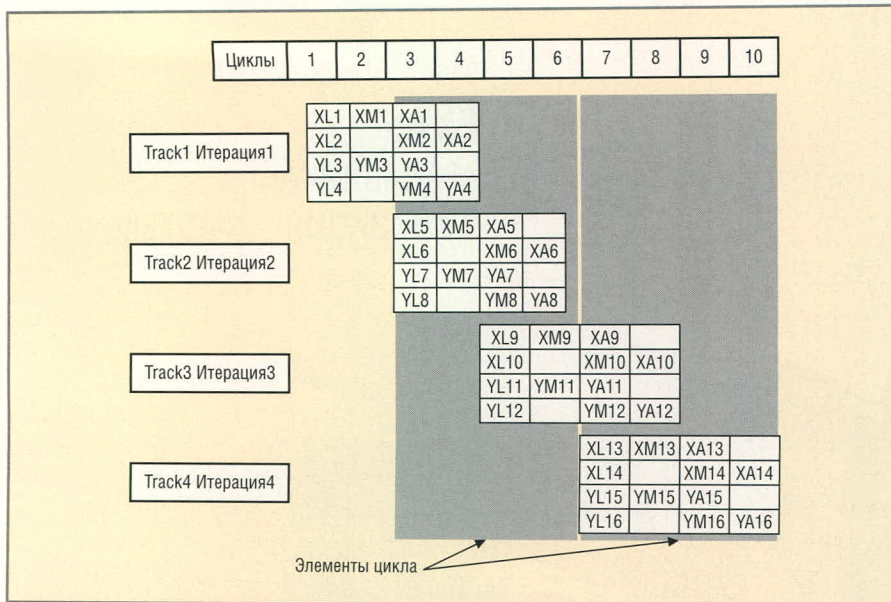 Циклы 1 2 3 4 5 6 7 8 9 10
XL1 XM1 XA1
XL2 XM2 XA2
YL3 YM3 YA3
YL4 YM4 YA4
Track1 Итерация1
XL5 XM5 XA5
XL6 XM6 XA6
YL7 YM7 YA7
YL8 YM8 YA8
Track2 Итерация2
XL9 XM9 XA9
XL10 XM10 XA10
YL11 YM11 YA11
YL12 YM12 YA12
Track3 Итерация3
XL13 XM13 XA13
XL14 XM14 XA14
YL15 YM15 YA15
YL16 YM16 YA16
Track4 Итерация4
Элементы цикла